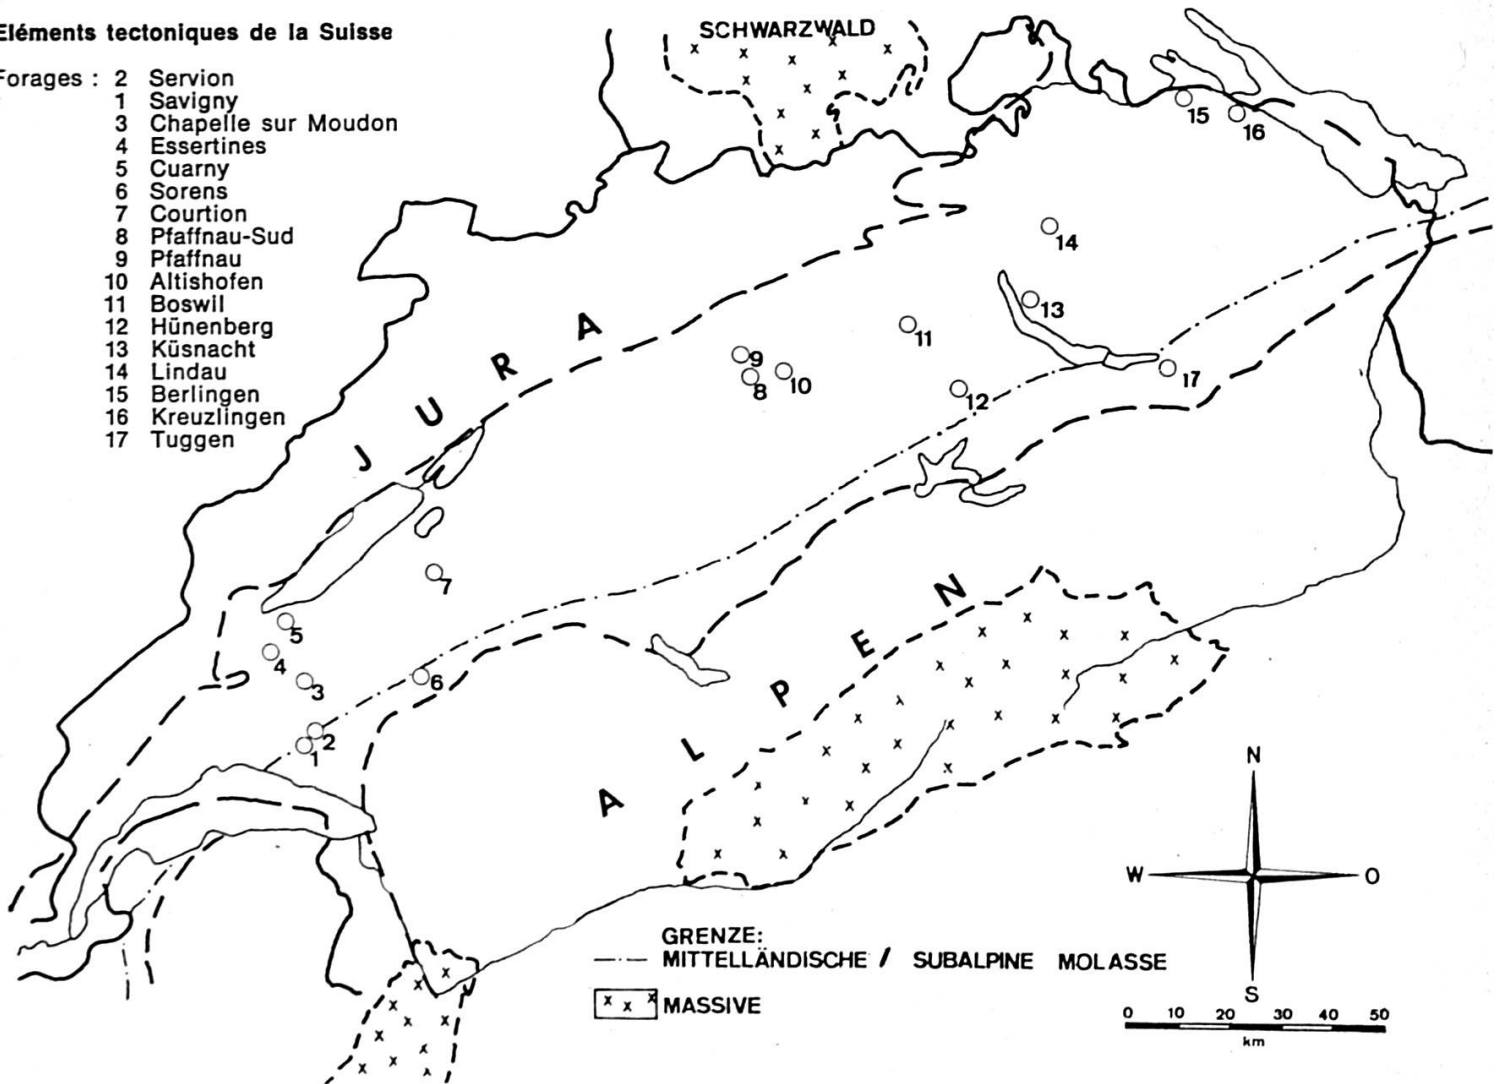 Eléments tectoniques de la Suisse
Forages : 2 Servion
1 Savigny
3 Chapelle sur Moudon
4 Essertines
5 Cuarny
6 Sorens
7 Courtion
8 Pfaffnau-Sud
9 Pfaffnau
10 Altishofen
11 Boswil
12 Hünenberg
13 Küsnacht
14 Lindau
15 Berlingen
16 Kreuzlingen
17 Tuggen
SCHWARZWALD
15
16
14
13
11
9
10
8
12
17
JURA
7
5
4
3
6
2
1
ALPEN
N
W
O
S
GRENZE:
MITTELLÄNDISCHE / SUBALPINE MOLASSE
MASSIVE
0 10 20 30 40 50
km